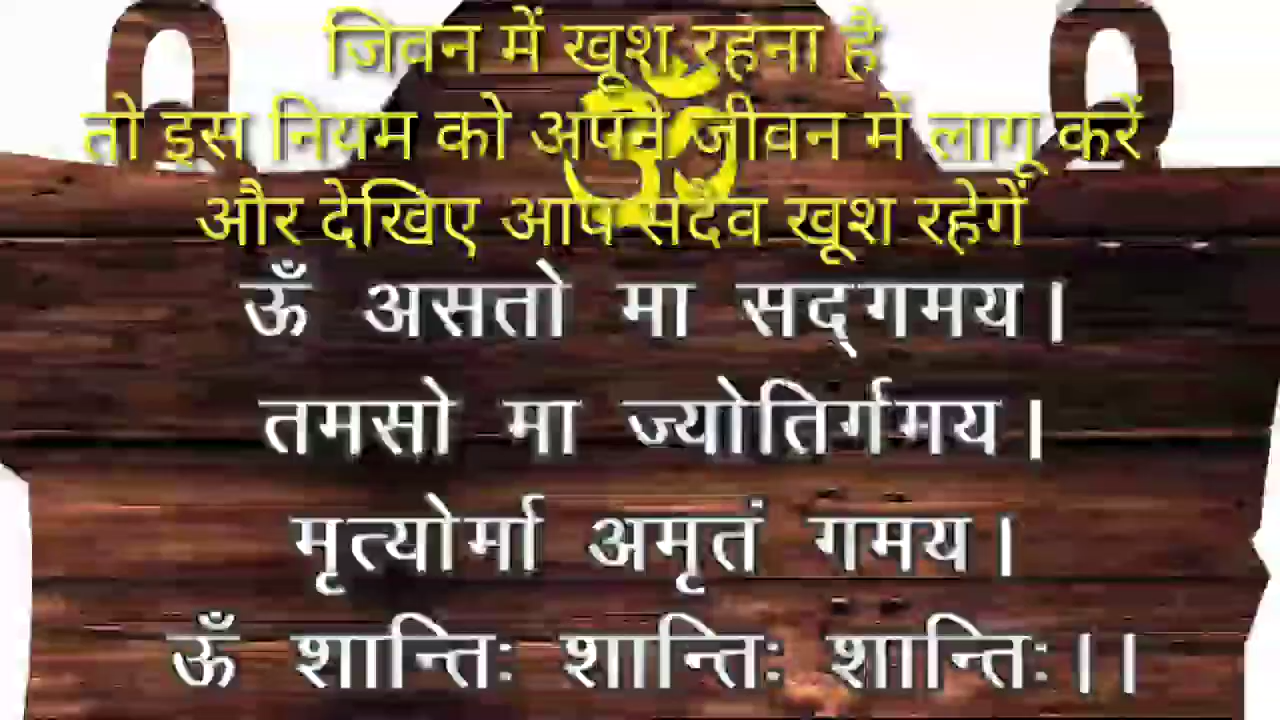 जिवन में खूश रहना है
तो इस नियम को अपने जीवन में लागू करें
और देखिए आप सदैव खूश रहेगें
ॐ
ऊँ असतो मा सद्गमय।
तमसो मा ज्योतिर्गमय।
मृत्योर्मा अमृतं गमय।
ऊँ शान्तिः शान्तिः शान्तिः।।